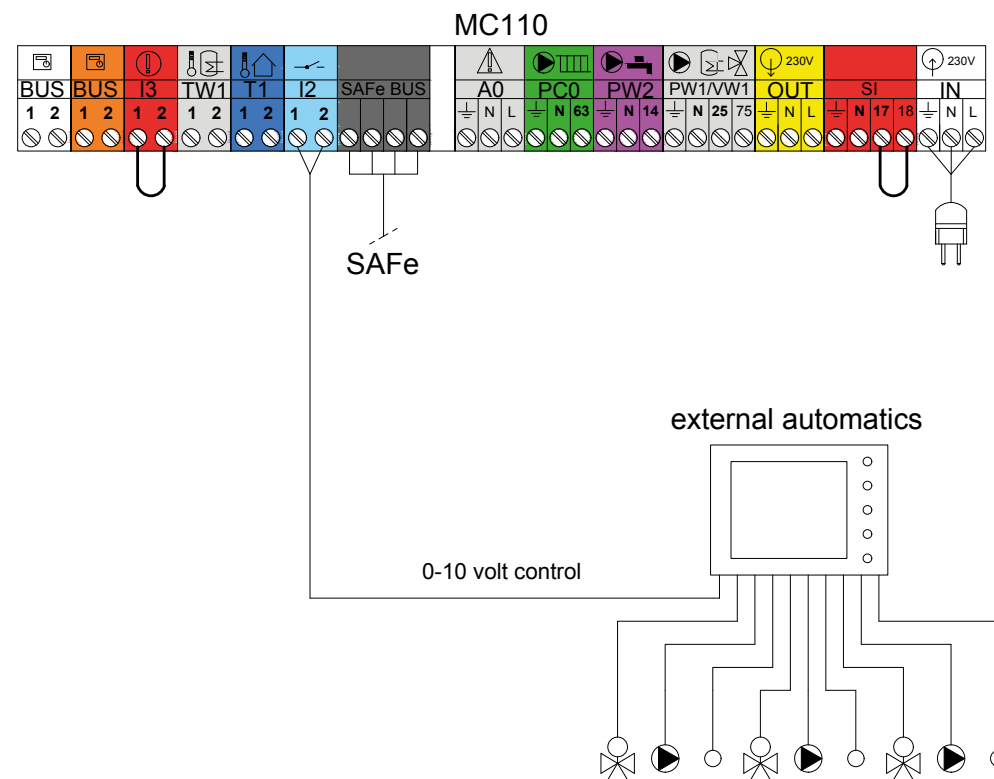 MC110
230V 230V
BUS BUS I3 TW1 T1 I2 SAFe BUS A0 PC0 PW2 PW1/VW1 OUT SI IN
1 2 1 2 1 2 1 2 1 2 1 2 N L N 63 N 14 N 25 75 N L N 17 18 N L
SAFe
external automatics
0-10 volt control